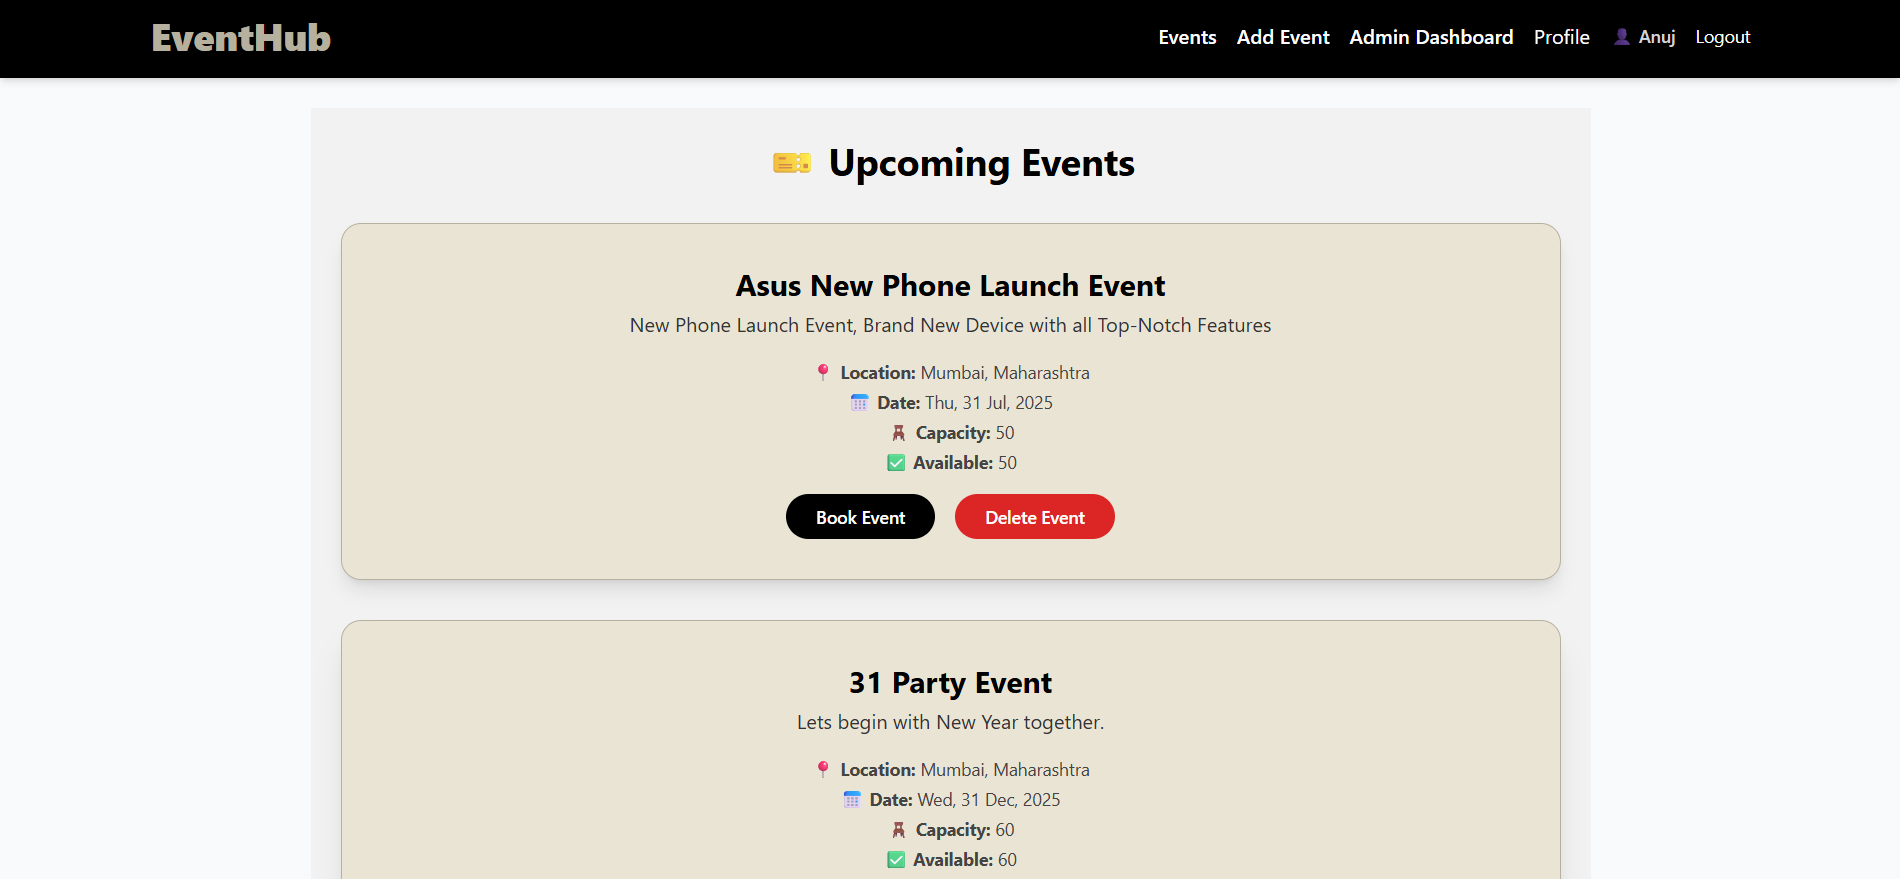 EventHub
Events Add Event Admin Dashboard Profile 👤 Anuj Logout
🎫 Upcoming Events
Asus New Phone Launch Event
New Phone Launch Event, Brand New Device with all Top-Notch Features
📍 Location: Mumbai, Maharashtra
📅 Date: Thu, 31 Jul, 2025
🪑 Capacity: 50
✅ Available: 50
Book Event Delete Event
31 Party Event
Lets begin with New Year together.
📍 Location: Mumbai, Maharashtra
📅 Date: Wed, 31 Dec, 2025
🪑 Capacity: 60
✅ Available: 60